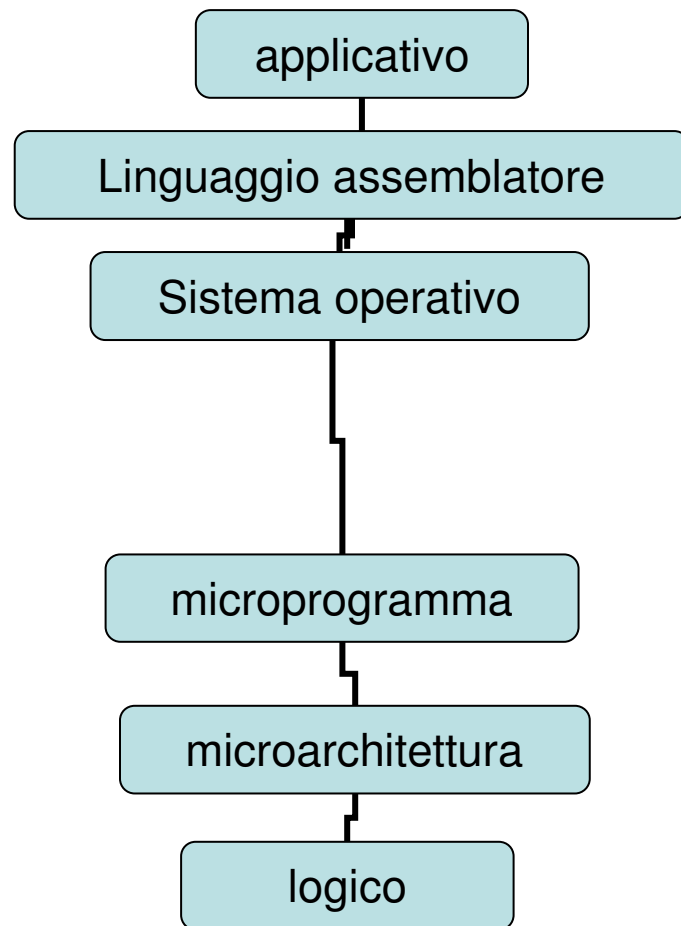 applicativo
Linguaggio assemblatore
Sistema operativo
microprogramma
microarchitettura
logico